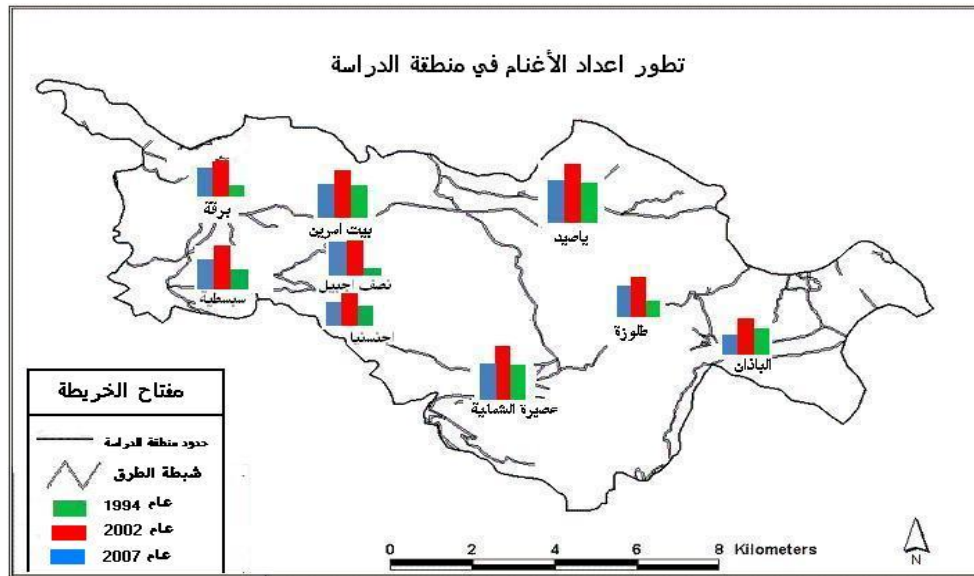 تطور اعداد الأغنام في منطقة الدراسة
برقة
بيت امرين
ياصيد
سبسطية
نصف اجبيل
اجنسنيا
طلوزة
الباذان
عصيرة الشمالية
مفتاح الخريطة
حدود منطقة الدراسة
شبطة الطرق
عام 1994
عام 2002
عام 2007
0 2 4 6 8 Kilometers
N